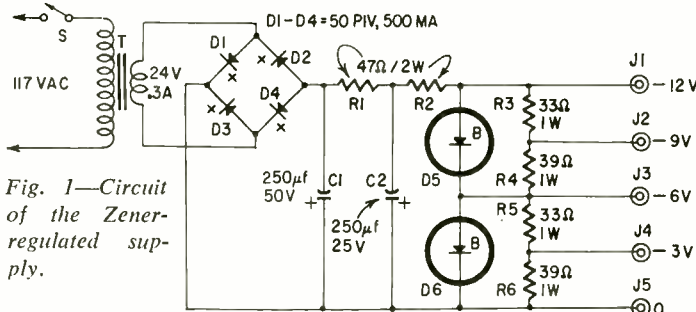 D1–D4=50 PIV, 500 MA
S
T
117 VAC
24V
.3A
D1
D2
D3
D4
x
x
x
x
47Ω/2W
R1
R2
250µf
50V
C1
+
C2
+
250µf
25V
B
D5
B
D6
R3
33Ω
1W
R4
39Ω
1W
R5
33Ω
1W
R6
39Ω
1W
J1
–12V
J2
–9V
J3
–6V
J4
–3V
J5
0
Fig. 1—Circuit
of the Zener-
regulated sup-
ply.